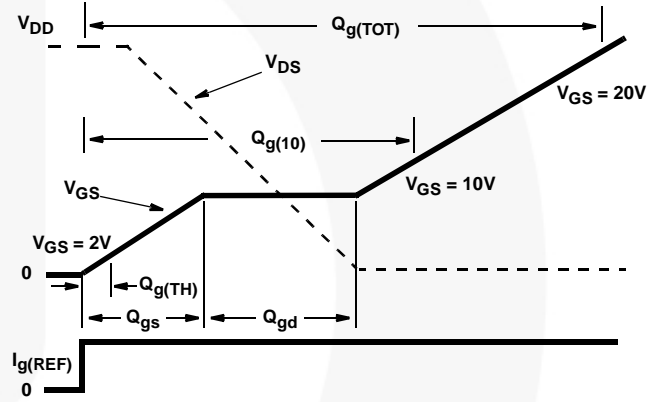 V_DD
Q_g(TOT)
V_DS
V_GS = 20V
Q_g(10)
V_GS
V_GS = 10V
V_GS = 2V
0
Q_g(TH)
Q_gs
Q_gd
I_g(REF)
0